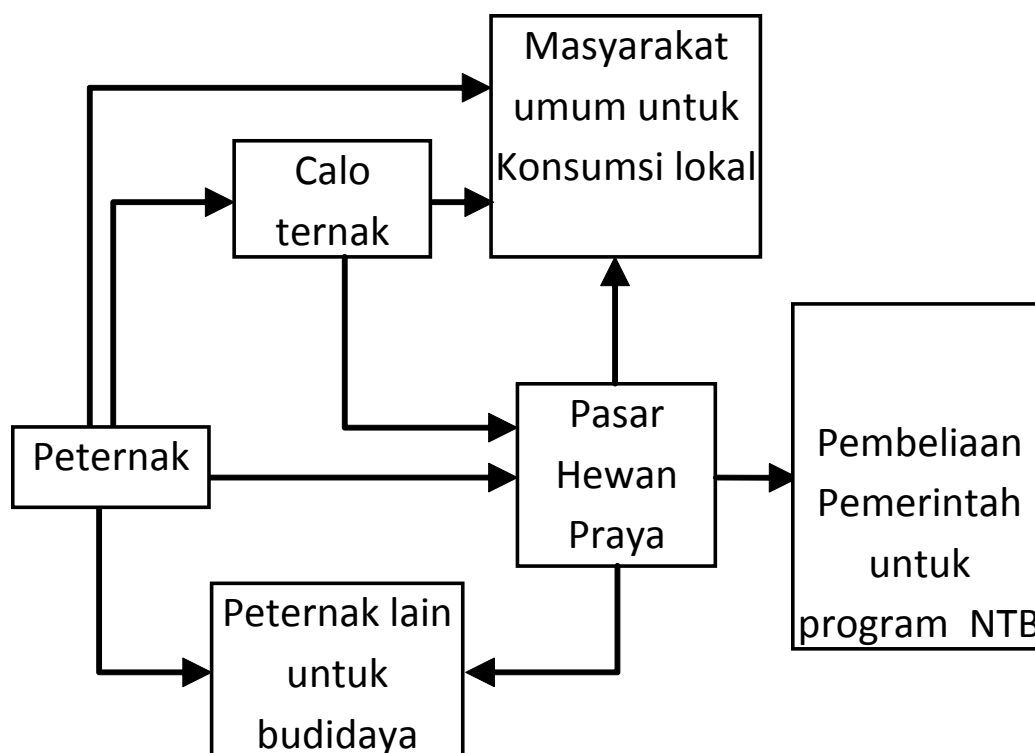 Masyarakat
umum untuk
Konsumsi lokal
Calo
ternak
Peternak
Pasar
Hewan
Praya
Pembeliaan
Pemerintah
untuk
program NTB
Peternak lain
untuk
budidaya